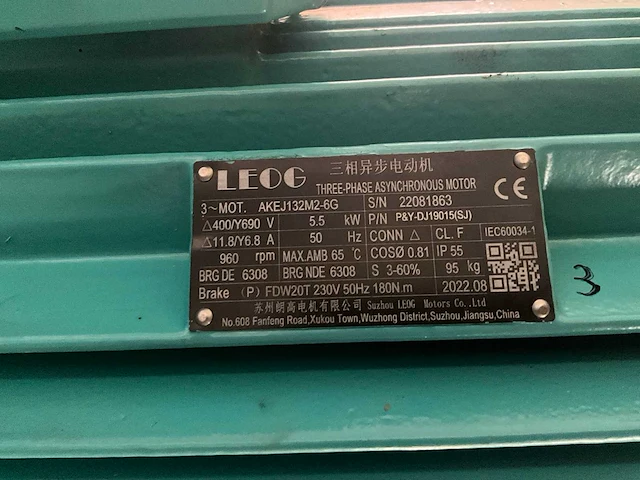 LEOG 三相异步电动机
THREE-PHASE ASYNCHRONOUS MOTOR CE
3~MOT. AKEJ132M2-6G S/N 22081863
△400/Y690 V 5.5 kW P/N P&Y-DJ19015(SJ)
△11.8/Y6.8 A 50 Hz CONN △ CL. F IEC60034-1
960 rpm MAX.AMB 65 ℃ COSØ 0.81 IP 55
BRG DE 6308 BRG NDE 6308 S 3-60% 95 kg
Brake (P) FDW20T 230V 50Hz 180N.m 2022.08
苏州朗高电机有限公司 Suzhou LEOG Motors Co.,Ltd
No.608 Fanfeng Road,Xukou Town,Wuzhong District,Suzhou,Jiangsu,China
3